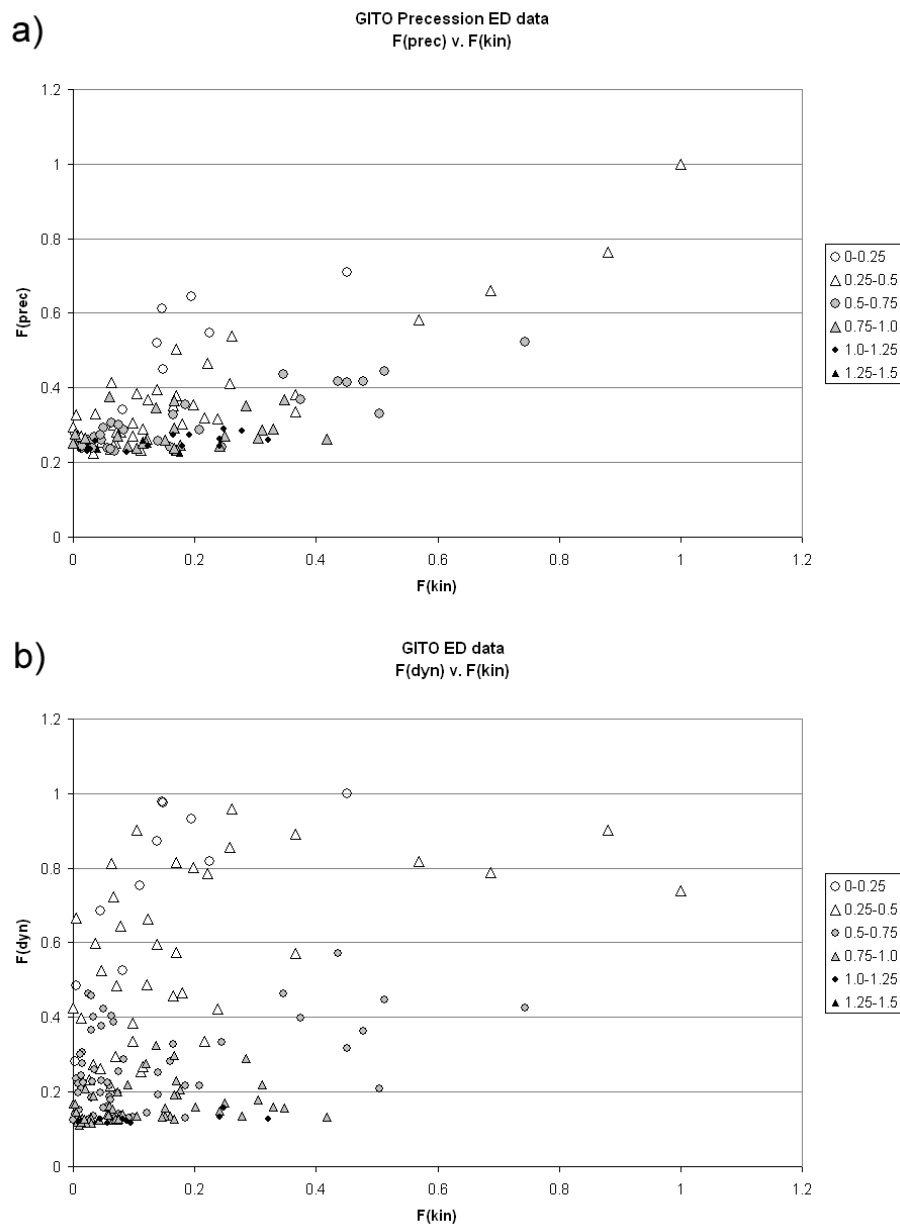 a)
GITO Precession ED data
F(prec) v. F(kin)
1.2
1
0.8
0.6
0.4
0.2
0
F(prec)
0 0.2 0.4 0.6 0.8 1 1.2
F(kin)
0-0.25
0.25-0.5
0.5-0.75
0.75-1.0
1.0-1.25
1.25-1.5
b)
GITO ED data
F(dyn) v. F(kin)
1.2
1
0.8
0.6
0.4
0.2
0
F(dyn)
0 0.2 0.4 0.6 0.8 1 1.2
F(kin)
0-0.25
0.25-0.5
0.5-0.75
0.75-1.0
1.0-1.25
1.25-1.5